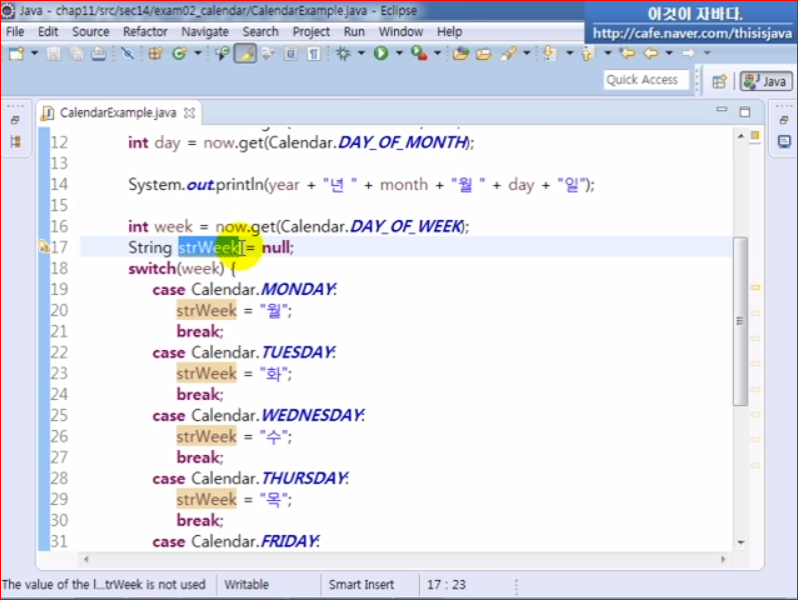 Java - chap11/src/sec14/exam02_calendar/CalendarExample.java - Eclipse
이것이 자바다.
http://cafe.naver.com/thisisjava
File Edit Source Refactor Navigate Search Project Run Window Help
Quick Access
Java
CalendarExample.java
12 int day = now.get(Calendar.DAY_OF_MONTH);
13
14 System.out.println(year + "년 " + month + "월 " + day + "일");
15
16 int week = now.get(Calendar.DAY_OF_WEEK);
17 String strWeek = null;
18 switch(week) {
19 case Calendar.MONDAY:
20 strWeek = "월";
21 break;
22 case Calendar.TUESDAY:
23 strWeek = "화";
24 break;
25 case Calendar.WEDNESDAY:
26 strWeek = "수";
27 break;
28 case Calendar.THURSDAY:
29 strWeek = "목";
30 break;
31 case Calendar.FRIDAY:
The value of the l...trWeek is not used Writable Smart Insert 17 : 23